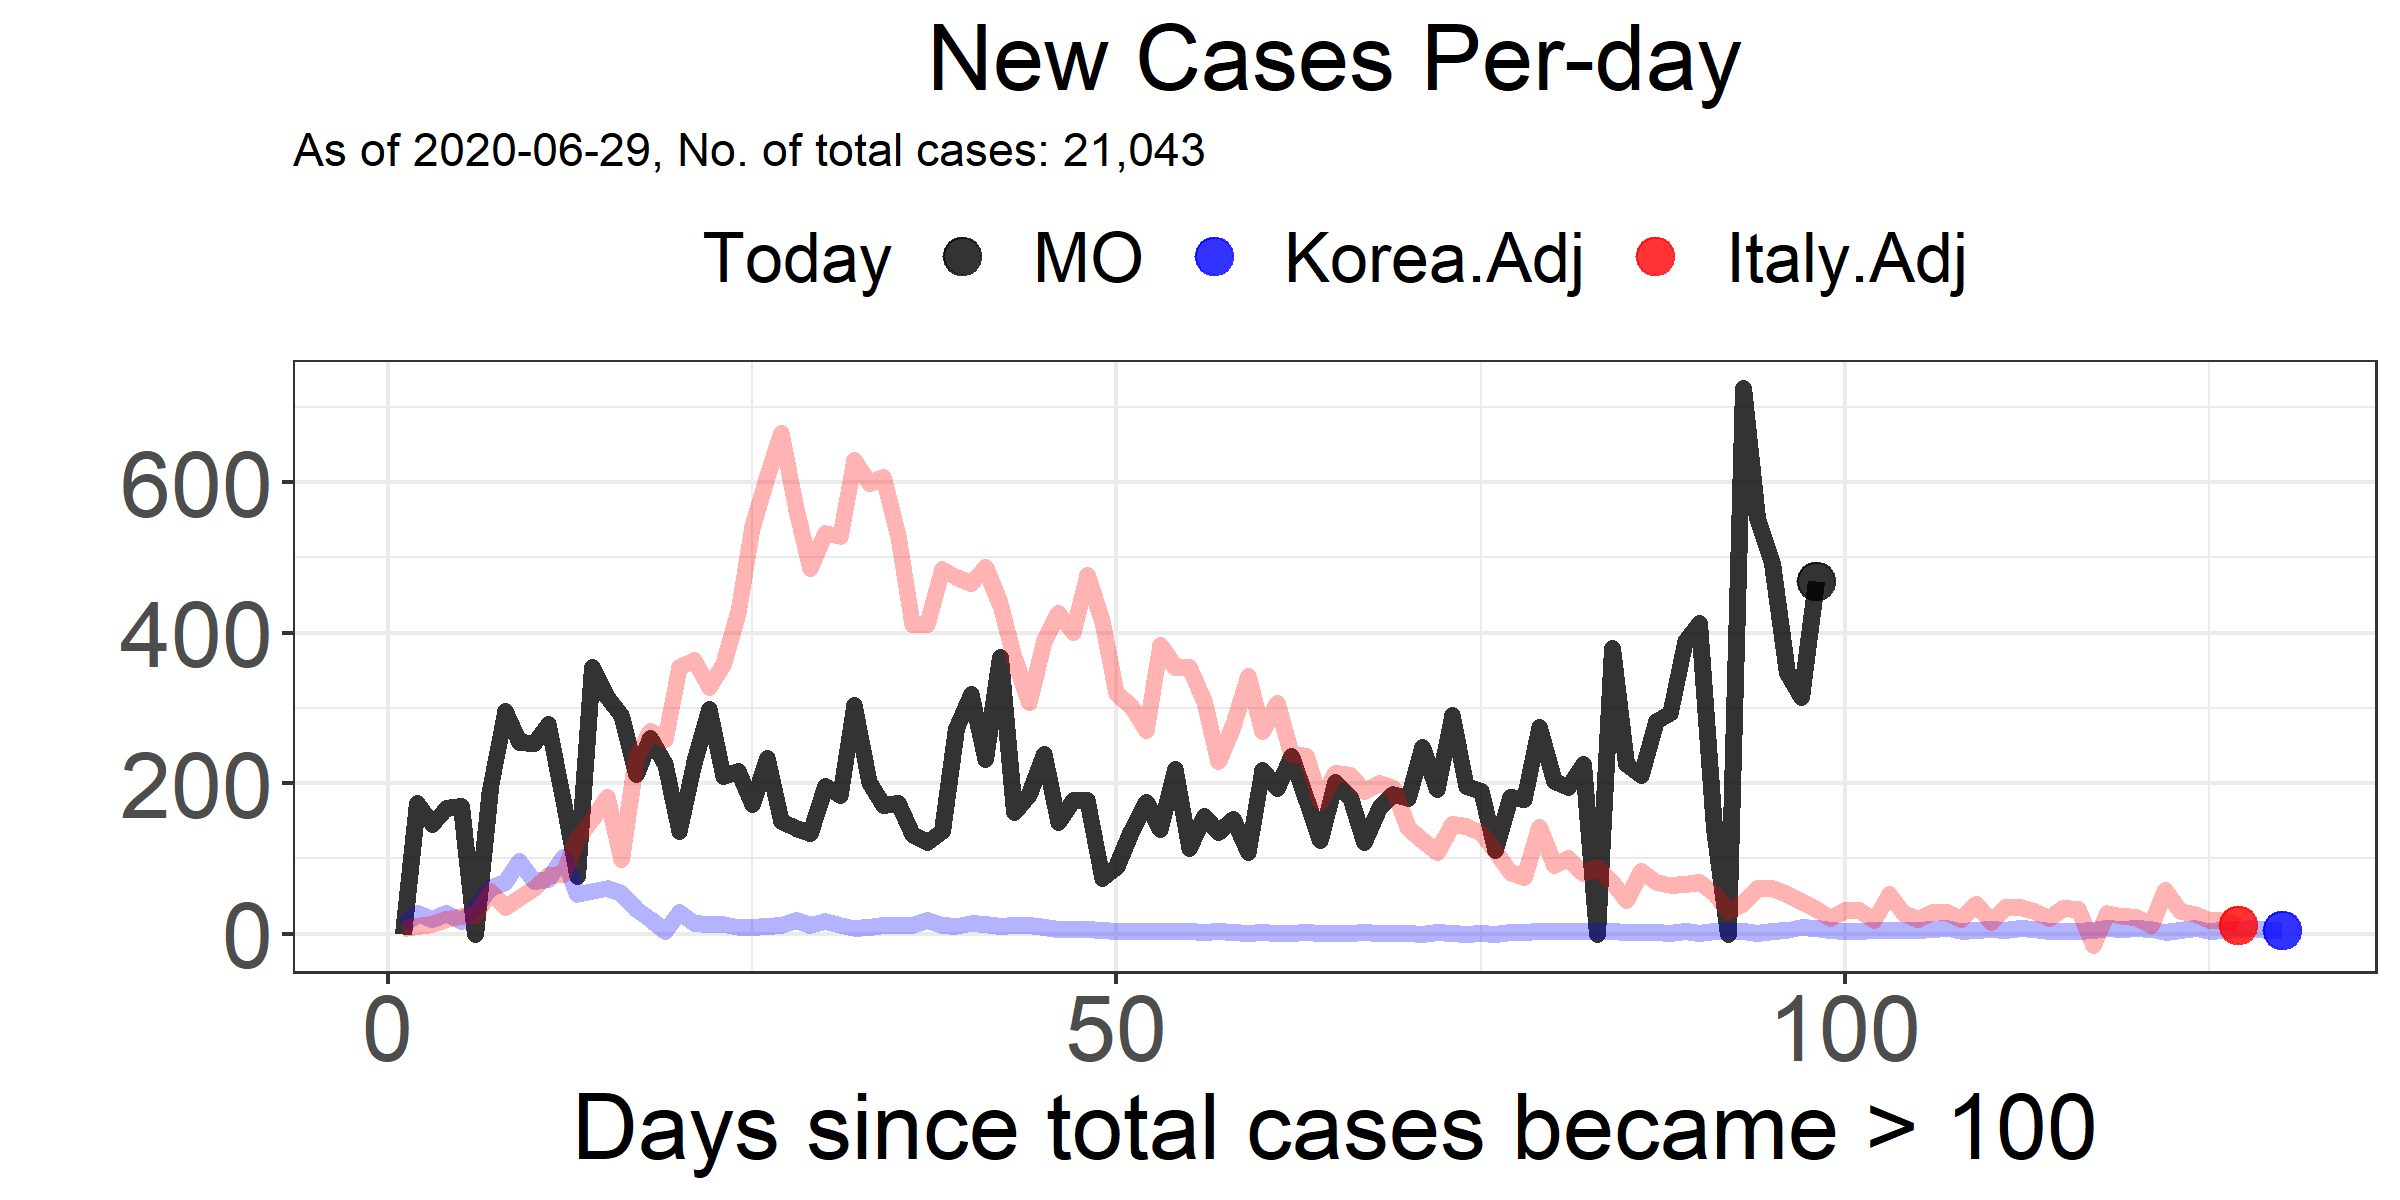 New Cases Per-day
As of 2020-06-29, No. of total cases: 21,043
Today MO Korea.Adj Italy.Adj
600
400
200
0
0 50 100
Days since total cases became > 100